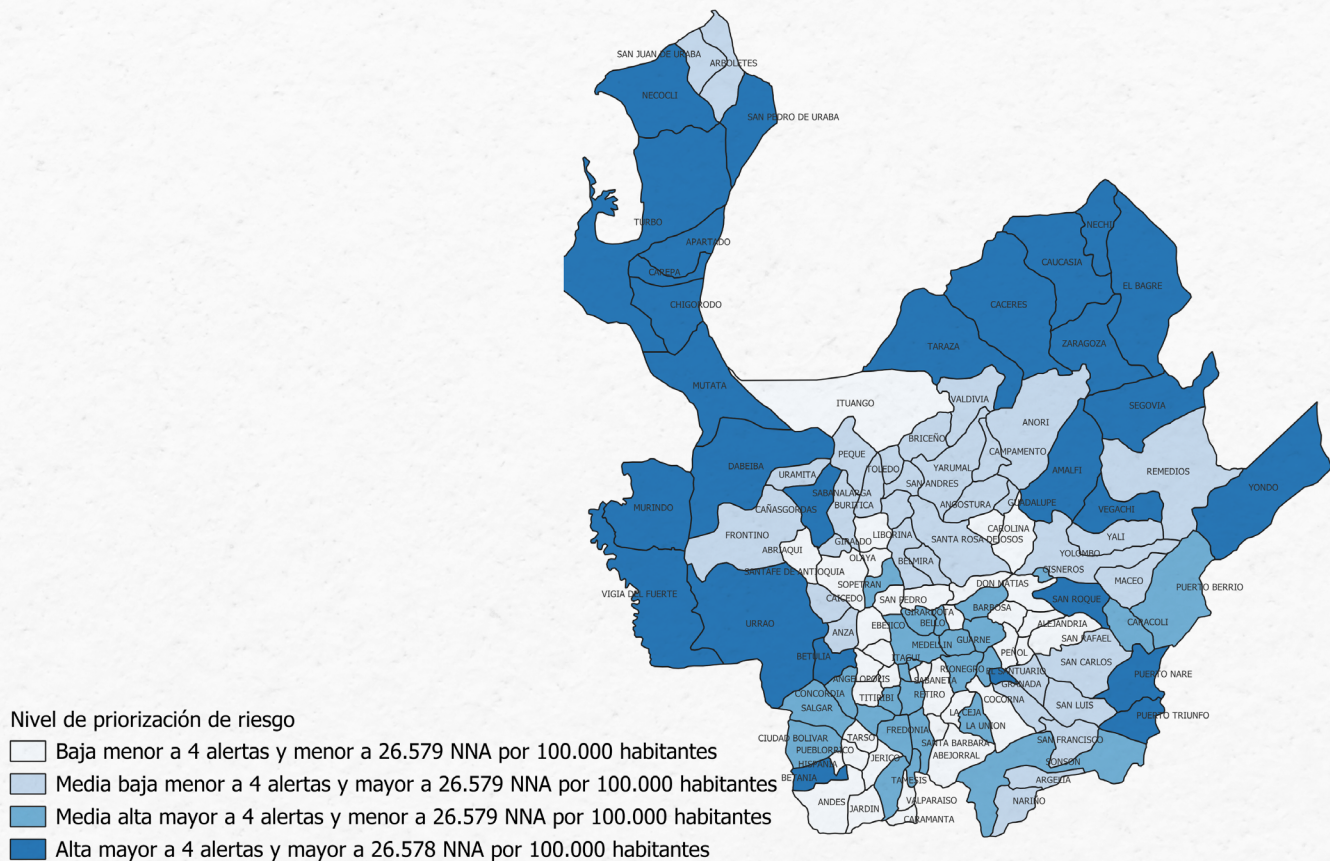 SAN JUAN DE URABA
ARBOLETES
NECOCLI
SAN PEDRO DE URABA
TURBO
APARTADO
CAREPA
CHIGORODO
MUTATA
NECHI
CAUCASIA
EL BAGRE
CACERES
ZARAGOZA
TARAZA
SEGOVIA
ITUANGO
VALDIVIA
ANORI
BRICEÑO
CAMPAMENTO
PEQUE
TOLEDO
YARUMAL
AMALFI
REMEDIOS
DABEIBA
URAMITA
SAN ANDRES
YONDO
SABANALARGA
BURITICA
ANGOSTURA
GUADALUPE
VEGACHI
MURINDO
CAÑASGORDAS
FRONTINO
LIBORINA
CAROLINA
SANTA ROSA DE OSOS
YALI
GIRALDO
ABRIAQUI
OLAYA
BELMIRA
YOLOMBO
CISNEROS
SANTAFE DE ANTIOQUIA
SOPETRAN
DON MATIAS
MACEO
PUERTO BERRIO
VIGIA DEL FUERTE
CAICEDO
SAN PEDRO
BARBOSA
SAN ROQUE
URRAO
GIRARDOTA
BELLO
EBEJICO
ALEJANDRIA
CARACOLI
ANZA
MEDELLIN
GUARNE
SAN RAFAEL
PEÑOL
BETULIA
ITAGUI
RIONEGRO
EL SANTUARIO
SAN CARLOS
PUERTO NARE
ANGELOPOLIS
SABANETA
GRANADA
CONCORDIA
TITIRIBI
RETIRO
COCORNA
SALGAR
LA CEJA
SAN LUIS
PUERTO TRIUNFO
LA UNION
CIUDAD BOLIVAR
TARSO
FREDONIA
SANTA BARBARA
SAN FRANCISCO
PUEBLORRICO
JERICO
ABEJORRAL
HISPANIA
SONSON
BETANIA
TAMESIS
ARGELIA
ANDES
JARDIN
VALPARAISO
NARIÑO
CARAMANTA
Nivel de priorización de riesgo
Baja menor a 4 alertas y menor a 26.579 NNA por 100.000 habitantes
Media baja menor a 4 alertas y mayor a 26.579 NNA por 100.000 habitantes
Media alta mayor a 4 alertas y menor a 26.579 NNA por 100.000 habitantes
Alta mayor a 4 alertas y mayor a 26.578 NNA por 100.000 habitantes